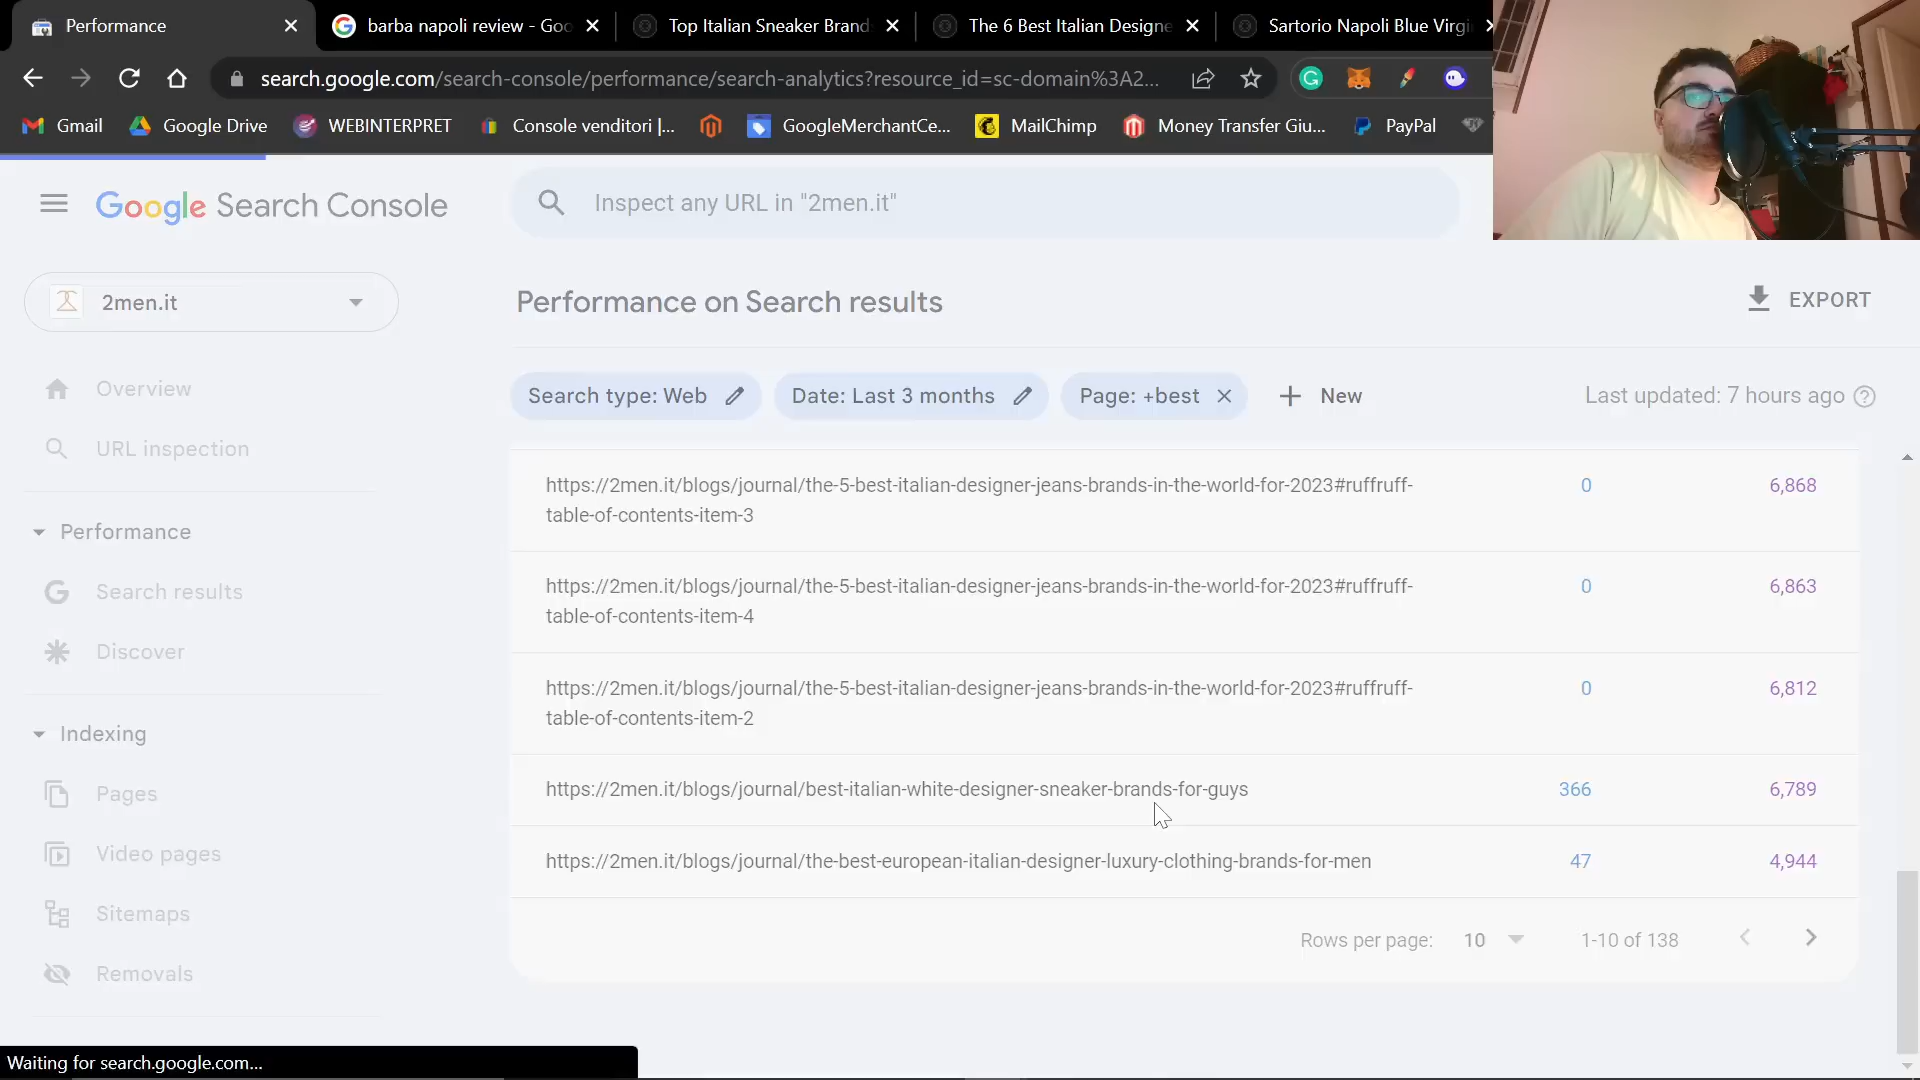 Performance
barba napoli review - Goo
Top Italian Sneaker Brand
The 6 Best Italian Designe
Sartorio Napoli Blue Virgi
search.google.com/search-console/performance/search-analytics?resource_id=sc-domain%3A2...
Gmail
Google Drive
WEBINTERPRET
Console venditori |...
GoogleMerchantCe...
MailChimp
Money Transfer Giu...
PayPal
Google Search Console
Inspect any URL in "2men.it"
2men.it
Performance on Search results
EXPORT
Search type: Web
Date: Last 3 months
Page: +best
New
Last updated: 7 hours ago
Overview
URL inspection
Performance
Search results
Discover
Indexing
Pages
Video pages
Sitemaps
Removals
https://2men.it/blogs/journal/the-5-best-italian-designer-jeans-brands-in-the-world-for-2023#ruffruff-
table-of-contents-item-3
0
6,868
https://2men.it/blogs/journal/the-5-best-italian-designer-jeans-brands-in-the-world-for-2023#ruffruff-
table-of-contents-item-4
0
6,863
https://2men.it/blogs/journal/the-5-best-italian-designer-jeans-brands-in-the-world-for-2023#ruffruff-
table-of-contents-item-2
0
6,812
https://2men.it/blogs/journal/best-italian-white-designer-sneaker-brands-for-guys
366
6,789
https://2men.it/blogs/journal/the-best-european-italian-designer-luxury-clothing-brands-for-men
47
4,944
Rows per page: 10
1-10 of 138
Waiting for search.google.com...